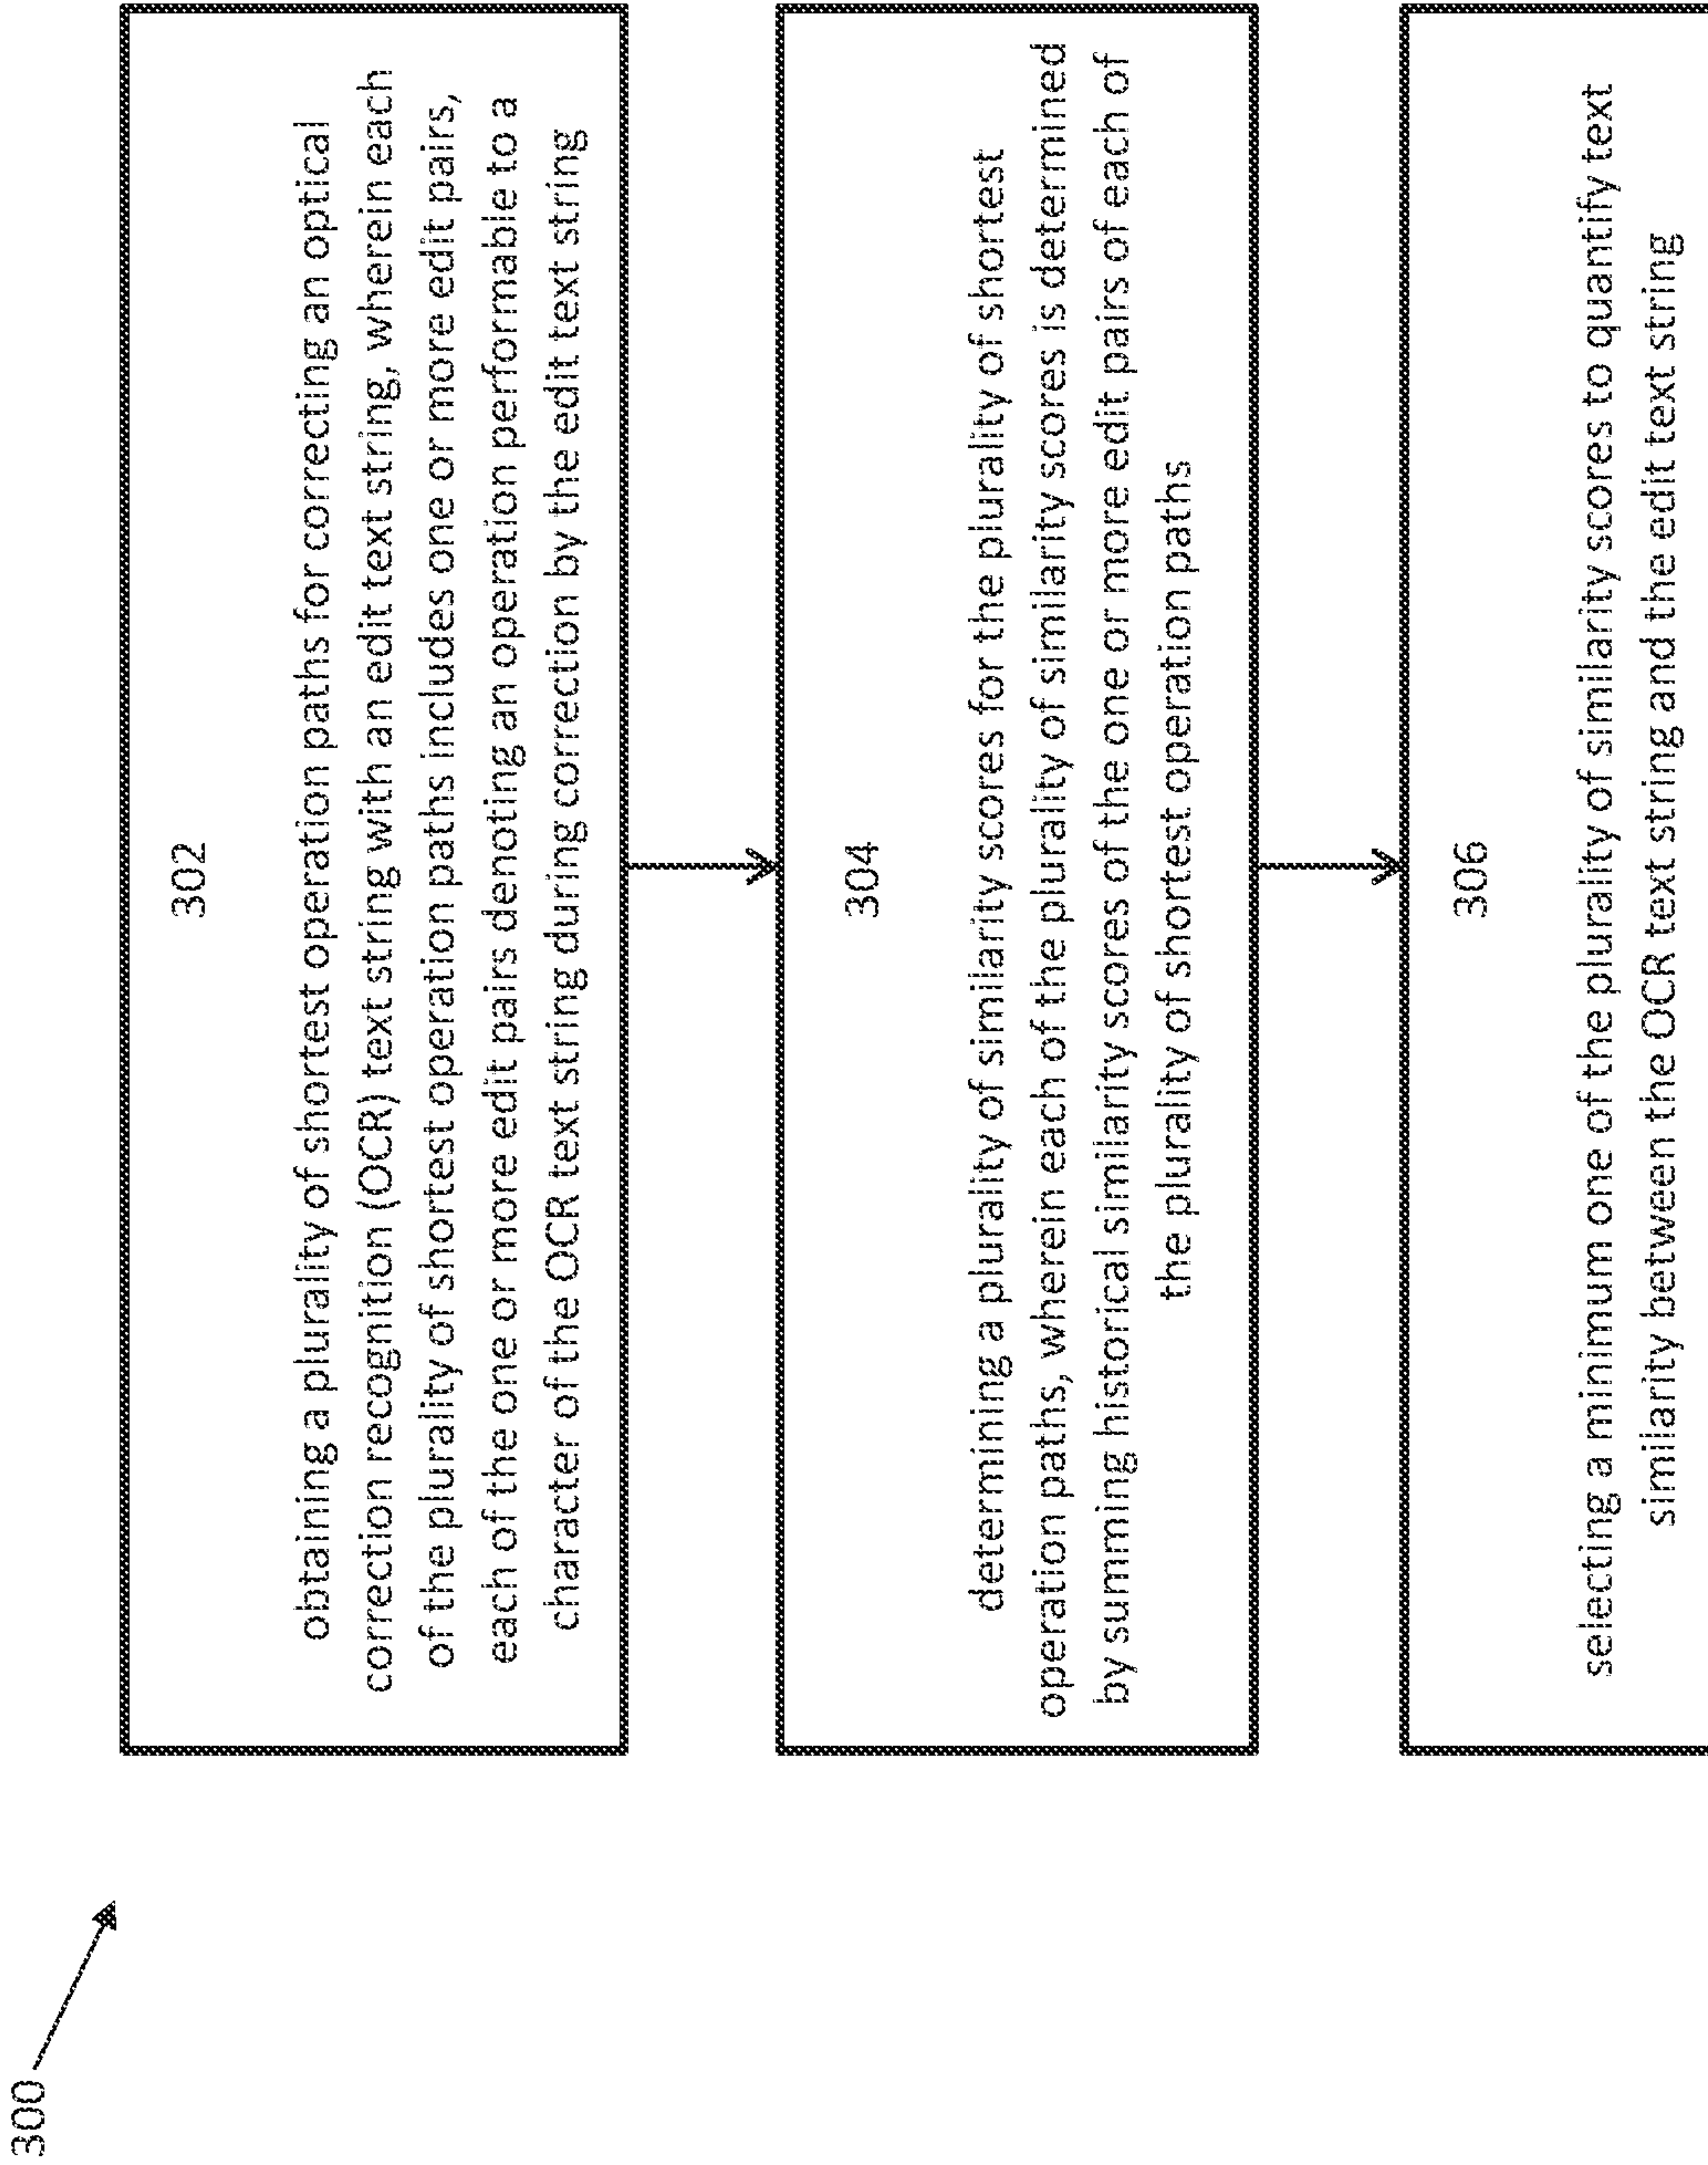 300
302
obtaining a plurality of shortest operation paths for correcting an optical
correction recognition (OCR) text string with an edit text string, wherein each
of the plurality of shortest operation paths includes one or more edit pairs,
each of the one or more edit pairs denoting an operation performable to a
character of the OCR text string during correction by the edit text string
304
determining a plurality of similarity scores for the plurality of shortest
operation paths, wherein each of the plurality of similarity scores is determined
by summing historical similarity scores of the one or more edit pairs of each of
the plurality of shortest operation paths
306
selecting a minimum one of the plurality of similarity scores to quantify text
similarity between the OCR text string and the edit text string